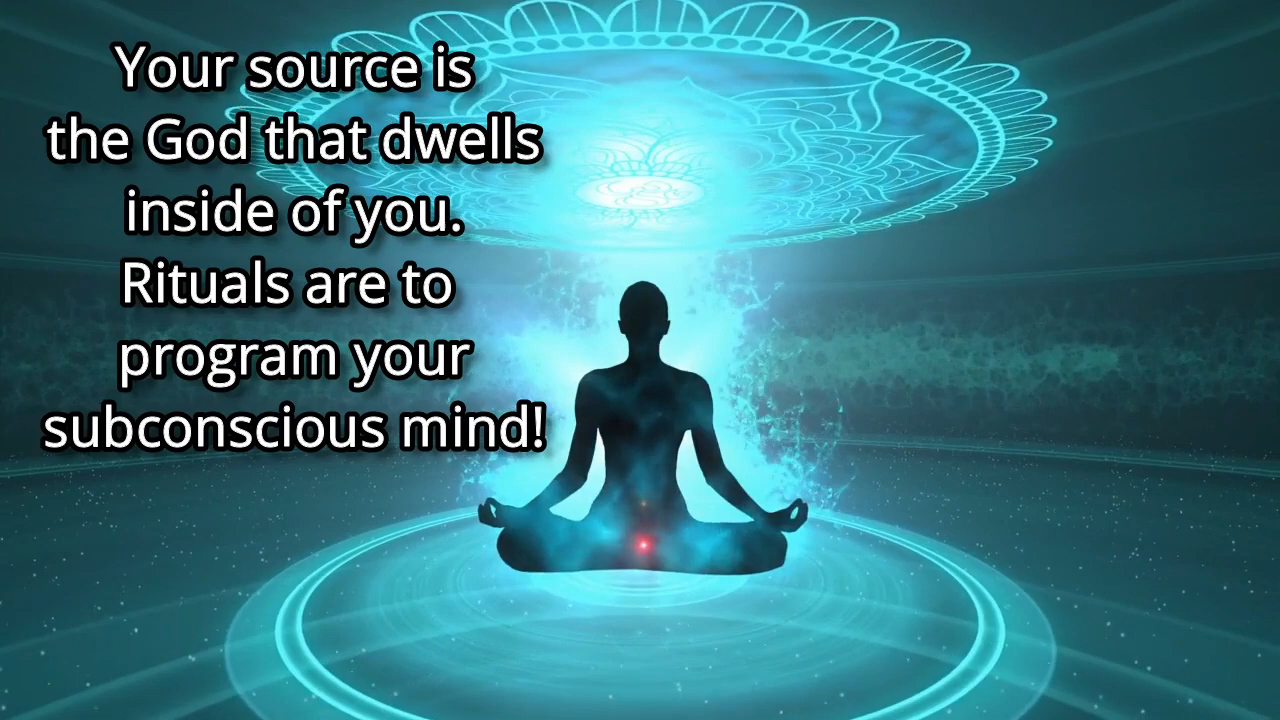 Your source is
the God that dwells
inside of you.
Rituals are to
program your
subconscious mind!